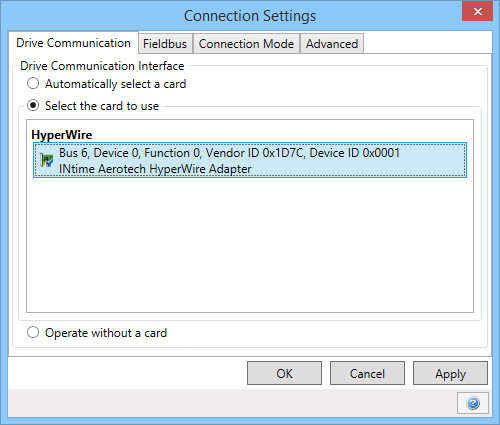 Connection Settings
Drive Communication Fieldbus Connection Mode Advanced
Drive Communication Interface
Automatically select a card
Select the card to use
HyperWire
Bus 6, Device 0, Function 0, Vendor ID 0x1D7C, Device ID 0x0001
INtime Aerotech HyperWire Adapter
Operate without a card
OK Cancel Apply